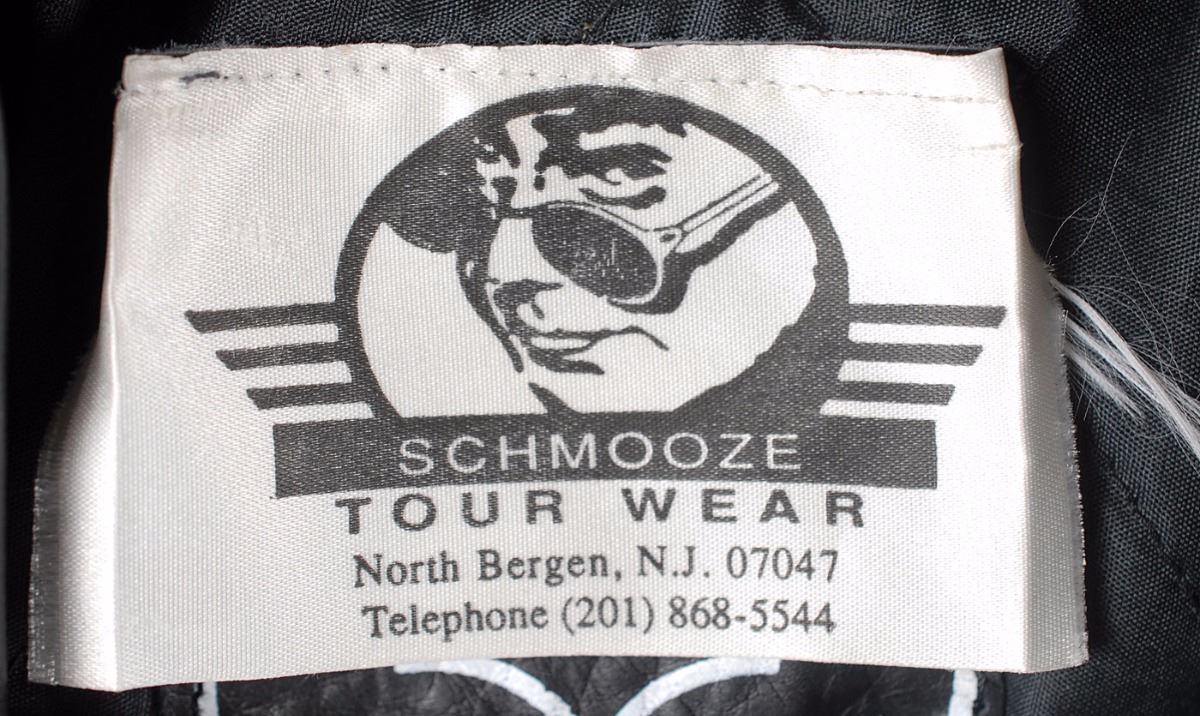 SCHMOOZE
TOUR WEAR
North Bergen, N.J. 07047
Telephone (201) 868-5544